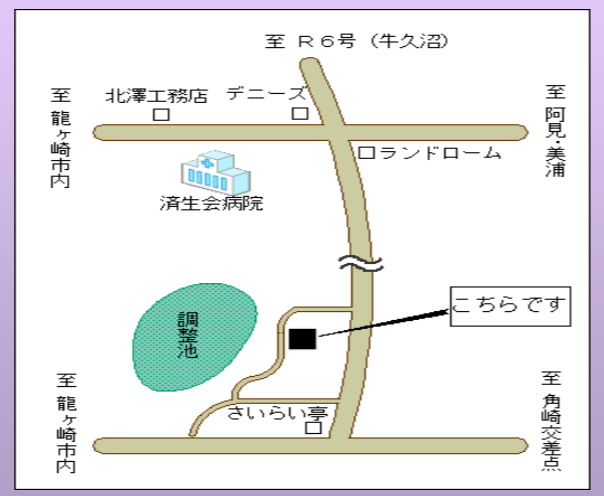 至 R6号 (牛久沼)
至 龍ヶ崎市内
北澤工務店
デニーズ
至 阿見・美浦
ランドローム
済生会病院
こちらです
調整池
至 龍ヶ崎市内
さいらい亭
至 角崎交差点